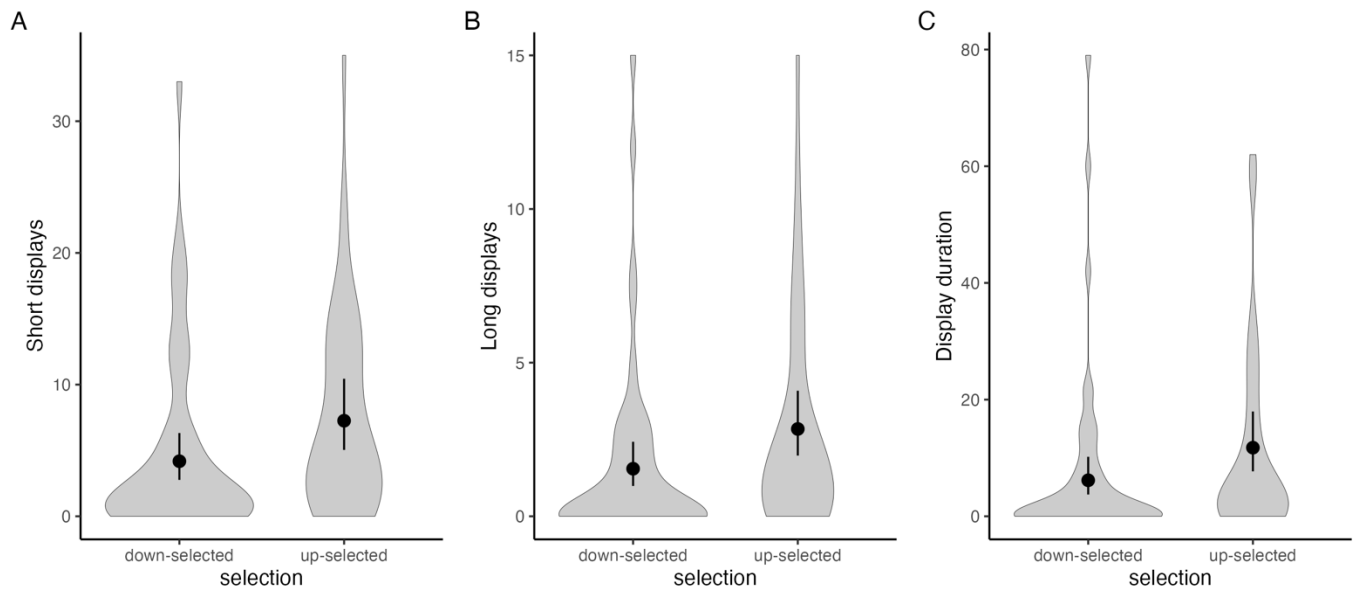 A
Short displays
30
20
10
0
down-selected up-selected
selection
B
Long displays
15
10
5
0
down-selected up-selected
selection
C
Display duration
80
60
40
20
0
down-selected up-selected
selection